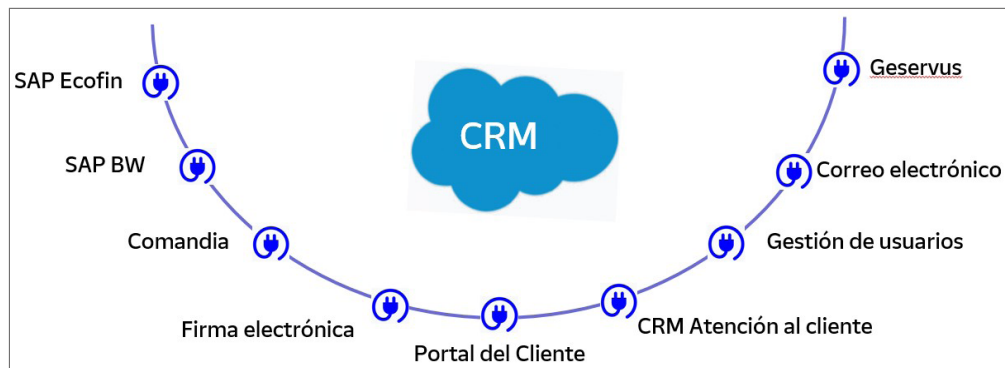 CRM
SAP Ecofin
SAP BW
Comandia
Firma electrónica
Portal del Cliente
CRM Atención al cliente
Gestión de usuarios
Correo electrónico
Geservus